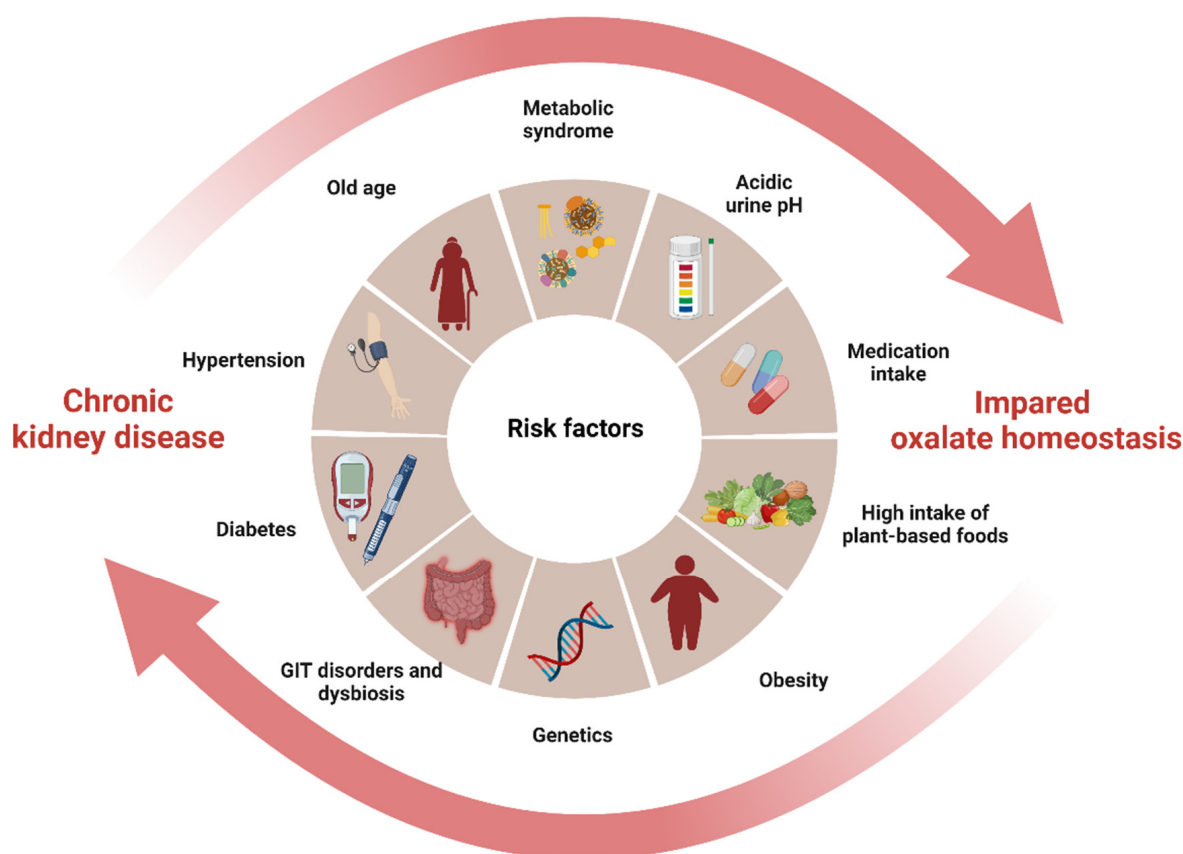 Metabolic
syndrome
Old age
Acidic
urine pH
Hypertension
Medication
intake
Chronic
kidney disease
Risk factors
Impared
oxalate homeostasis
Diabetes
High intake of
plant-based foods
GIT disorders and
dysbiosis
Obesity
Genetics